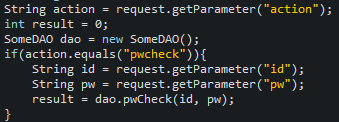 String action = request.getParameter("action");
int result = 0;
SomeDAO dao = new SomeDAO();
if(action.equals("pwcheck")){
    String id = request.getParameter("id");
    String pw = request.getParameter("pw");
    result = dao.pwCheck(id, pw);
}